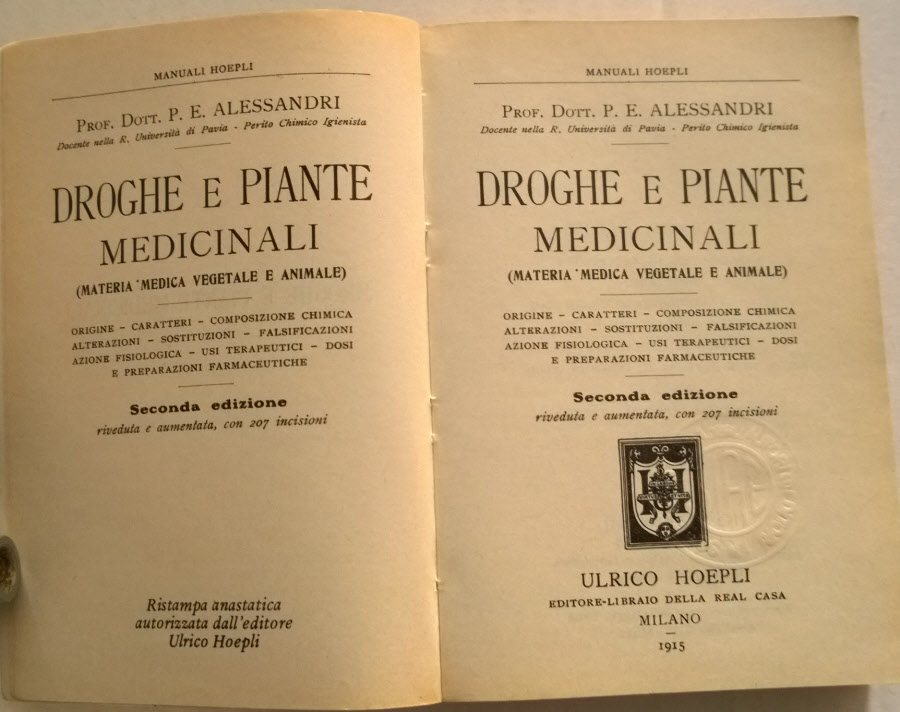 MANUALI HOEPLI
PROF. DOTT. P. E. ALESSANDRI
Docente nella R. Università di Pavia - Perito Chimico Igienista
DROGHE E PIANTE
MEDICINALI
(MATERIA MEDICA VEGETALE E ANIMALE)
ORIGINE – CARATTERI – COMPOSIZIONE CHIMICA
ALTERAZIONI – SOSTITUZIONI – FALSIFICAZIONI
AZIONE FISIOLOGICA – USI TERAPEUTICI – DOSI
E PREPARAZIONI FARMACEUTICHE
Seconda edizione
riveduta e aumentata, con 207 incisioni
Ristampa anastatica
autorizzata dall'editore
Ulrico Hoepli
MANUALI HOEPLI
PROF. DOTT. P. E. ALESSANDRI
Docente nella R. Università di Pavia - Perito Chimico Igienista
DROGHE E PIANTE
MEDICINALI
(MATERIA MEDICA VEGETALE E ANIMALE)
ORIGINE – CARATTERI – COMPOSIZIONE CHIMICA
ALTERAZIONI – SOSTITUZIONI – FALSIFICAZIONI
AZIONE FISIOLOGICA – USI TERAPEUTICI – DOSI
E PREPARAZIONI FARMACEUTICHE
Seconda edizione
riveduta e aumentata, con 207 incisioni
ULRICO HOEPLI
EDITORE-LIBRAIO DELLA REAL CASA
MILANO
1915